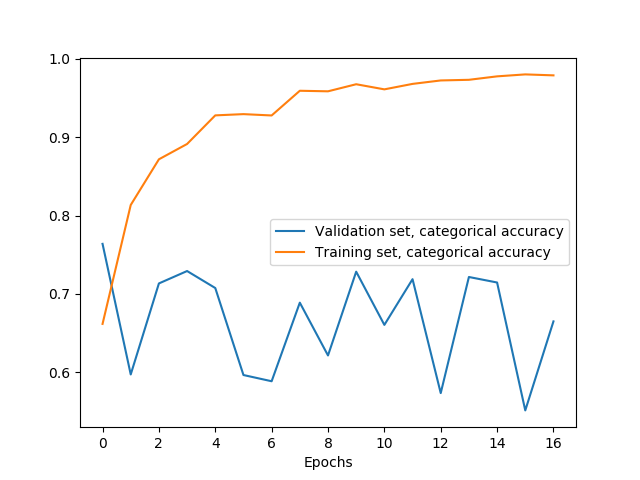 1.0
0.9
0.8
0.7
0.6
Validation set, categorical accuracy
Training set, categorical accuracy
0 2 4 6 8 10 12 14 16
Epochs